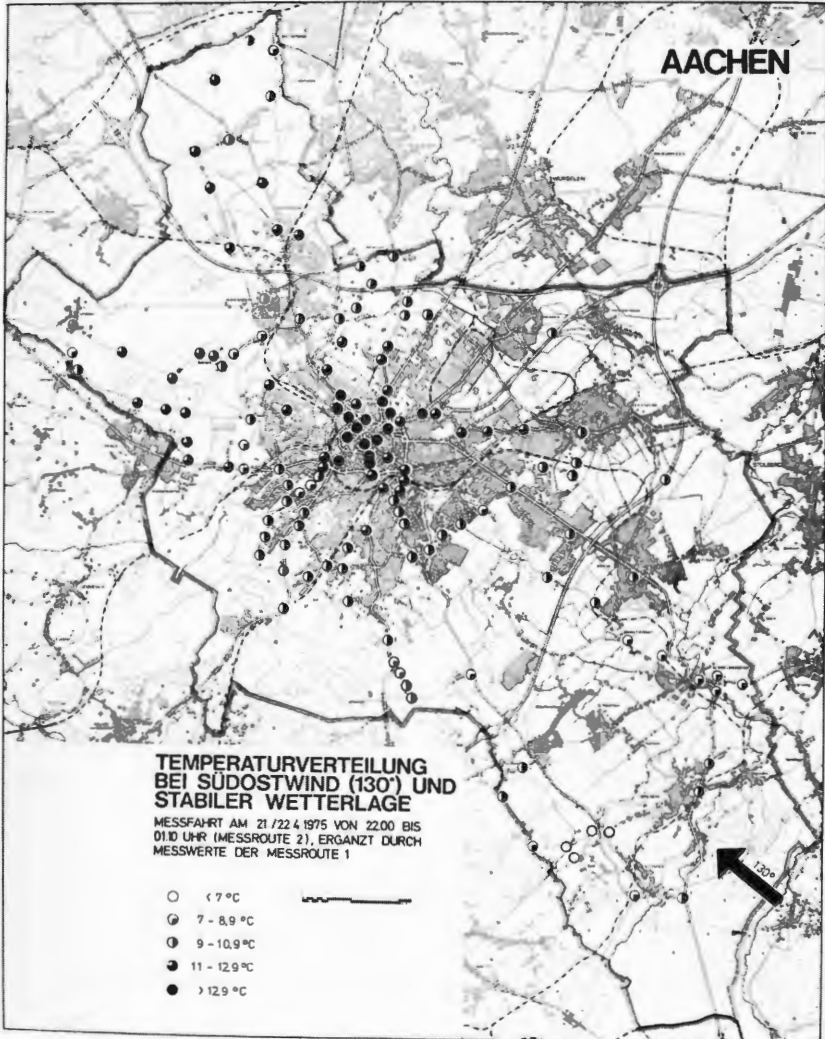 AACHEN
WÜRSELEN
130°
TEMPERATURVERTEILUNG
BEI SÜDOSTWIND (130°) UND
STABILER WETTERLAGE
MESSFAHRT AM 21./22.4.1975 VON 22.00 BIS
01.10 UHR (MESSROUTE 2), ERGÄNZT DURCH
MESSWERTE DER MESSROUTE 1
< 7 °C
7 - 8,9 °C
9 - 10,9 °C
11 - 12,9 °C
> 12,9 °C